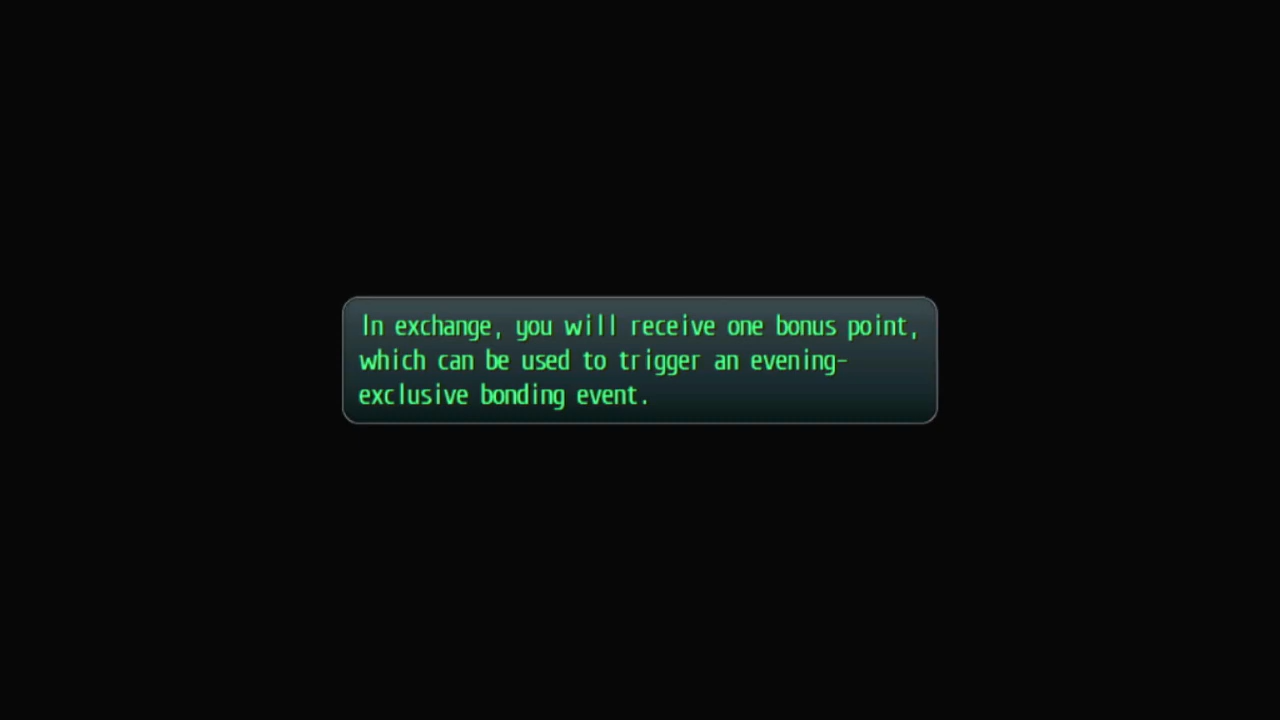 In exchange, you will receive one bonus point,
which can be used to trigger an evening-
exclusive bonding event.